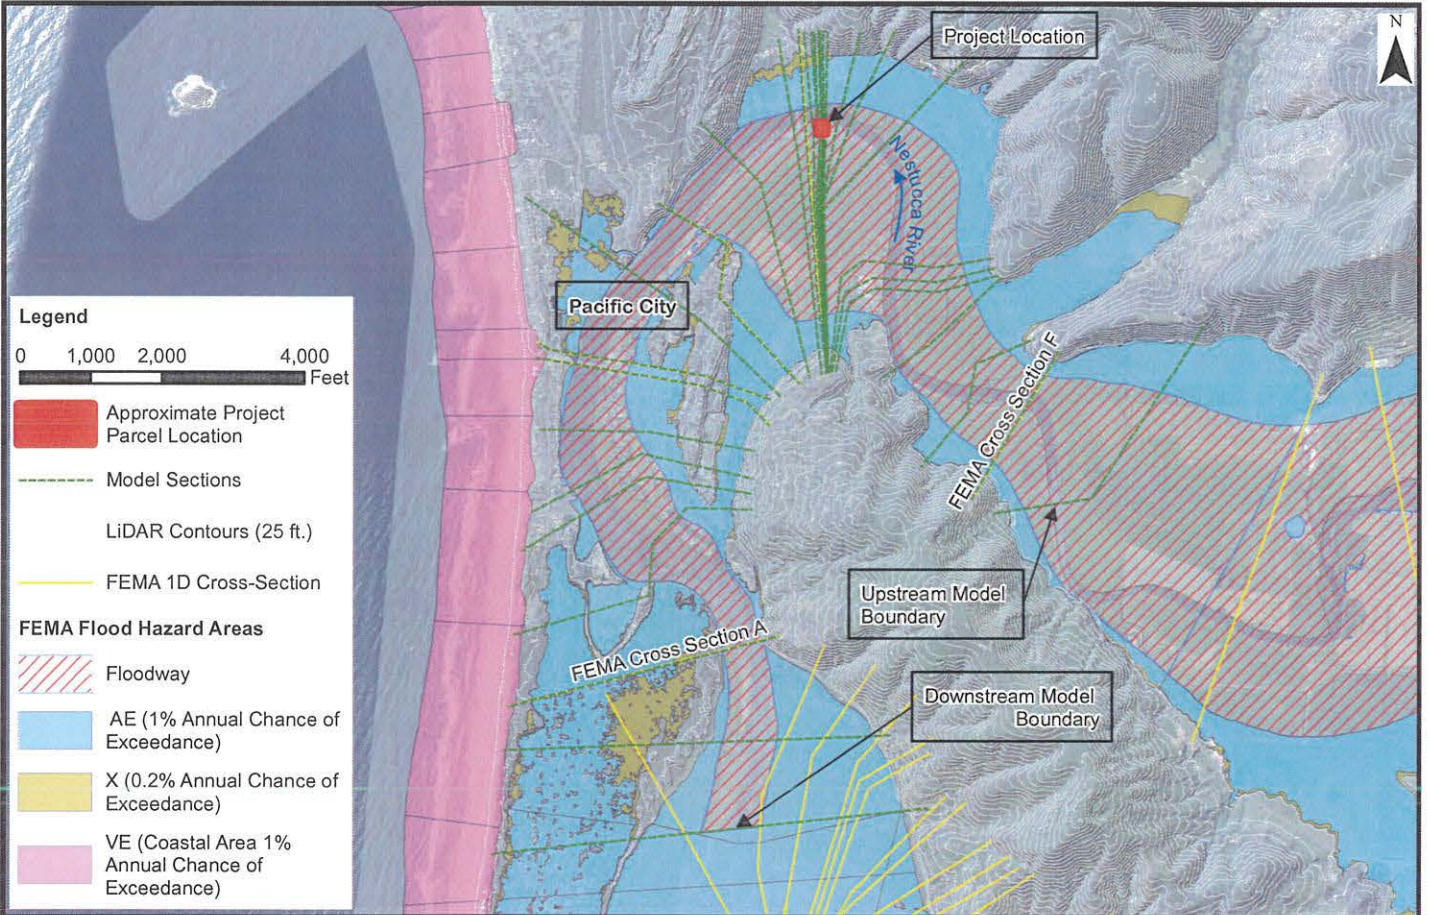 Project Location
N
Nestucca River
Pacific City
FEMA Cross Section F
Upstream Model
Boundary
FEMA Cross Section A
Downstream Model
Boundary
Legend
0 1,000 2,000 4,000
Feet
Approximate Project
Parcel Location
Model Sections
LiDAR Contours (25 ft.)
FEMA 1D Cross-Section
FEMA Flood Hazard Areas
Floodway
AE (1% Annual Chance of
Exceedance)
X (0.2% Annual Chance of
Exceedance)
VE (Coastal Area 1%
Annual Chance of
Exceedance)